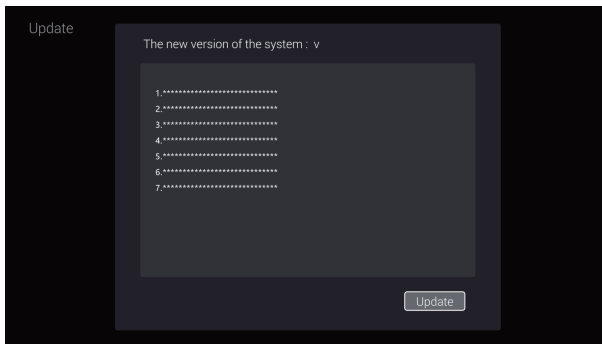 Update
The new version of the system : v
1.*****************************
2.*****************************
3.*****************************
4.*****************************
5.*****************************
6.*****************************
7.*****************************
Update